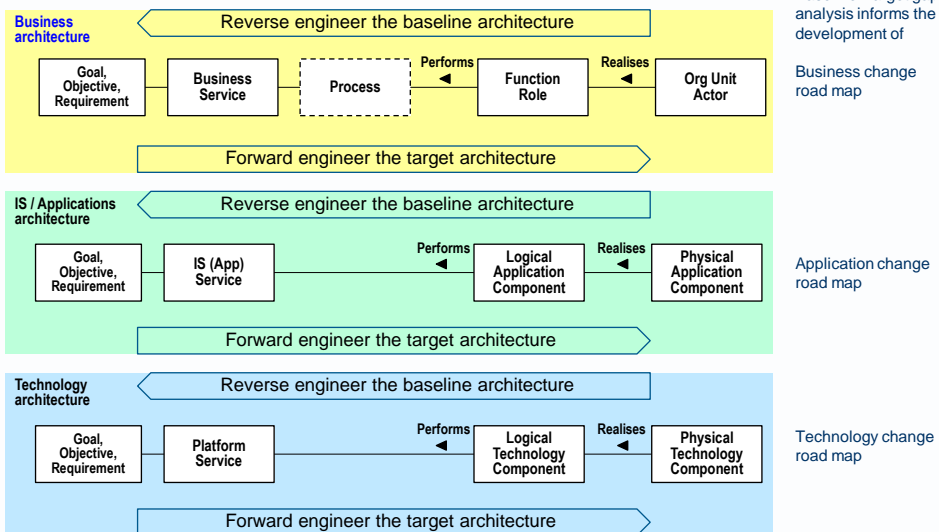 analysis informs the
development of
Business
architecture
Reverse engineer the baseline architecture
Goal,
Objective,
Requirement
Business
Service
Process
Performs
Function
Role
Realises
Org Unit
Actor
Business change
road map
Forward engineer the target architecture
IS / Applications
architecture
Reverse engineer the baseline architecture
Goal,
Objective,
Requirement
IS (App)
Service
Performs
Logical
Application
Component
Realises
Physical
Application
Component
Application change
road map
Forward engineer the target architecture
Technology
architecture
Reverse engineer the baseline architecture
Goal,
Objective,
Requirement
Platform
Service
Performs
Logical
Technology
Component
Realises
Physical
Technology
Component
Technology change
road map
Forward engineer the target architecture